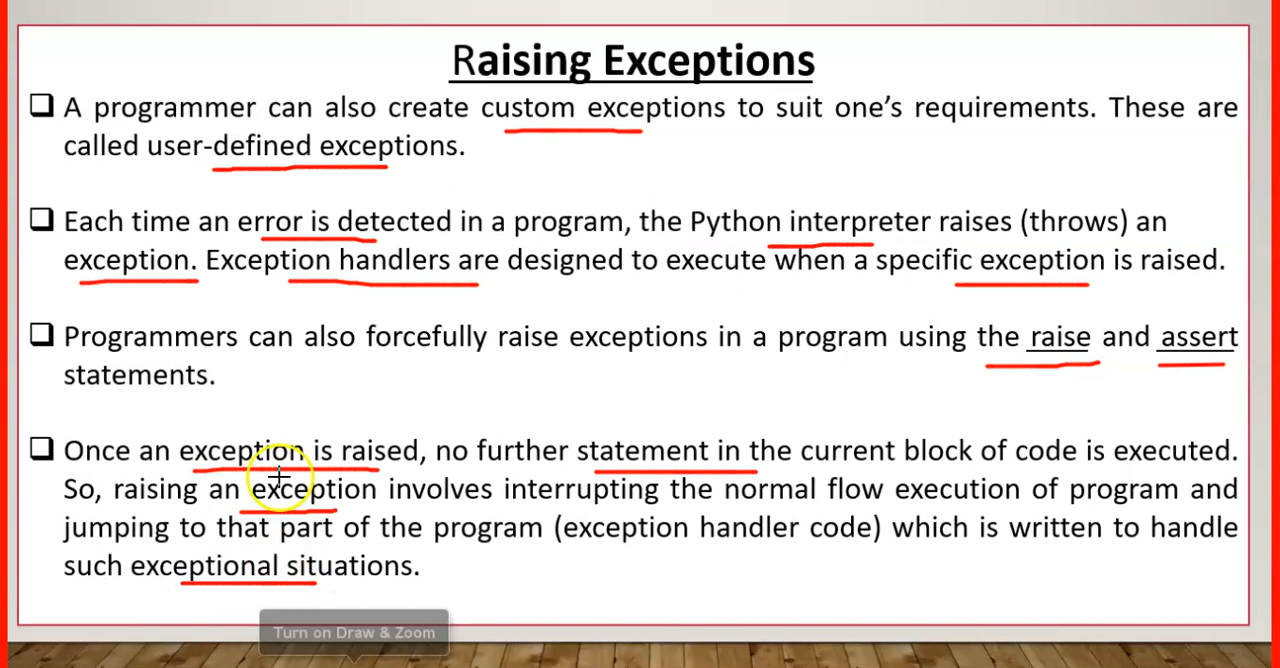 Raising Exceptions
❑ A programmer can also create custom exceptions to suit one’s requirements. These are
called user-defined exceptions.
❑ Each time an error is detected in a program, the Python interpreter raises (throws) an
exception. Exception handlers are designed to execute when a specific exception is raised.
❑ Programmers can also forcefully raise exceptions in a program using the raise and assert
statements.
❑ Once an exception is raised, no further statement in the current block of code is executed.
So, raising an exception involves interrupting the normal flow execution of program and
jumping to that part of the program (exception handler code) which is written to handle
such exceptional situations.
Turn on Draw & Zoom